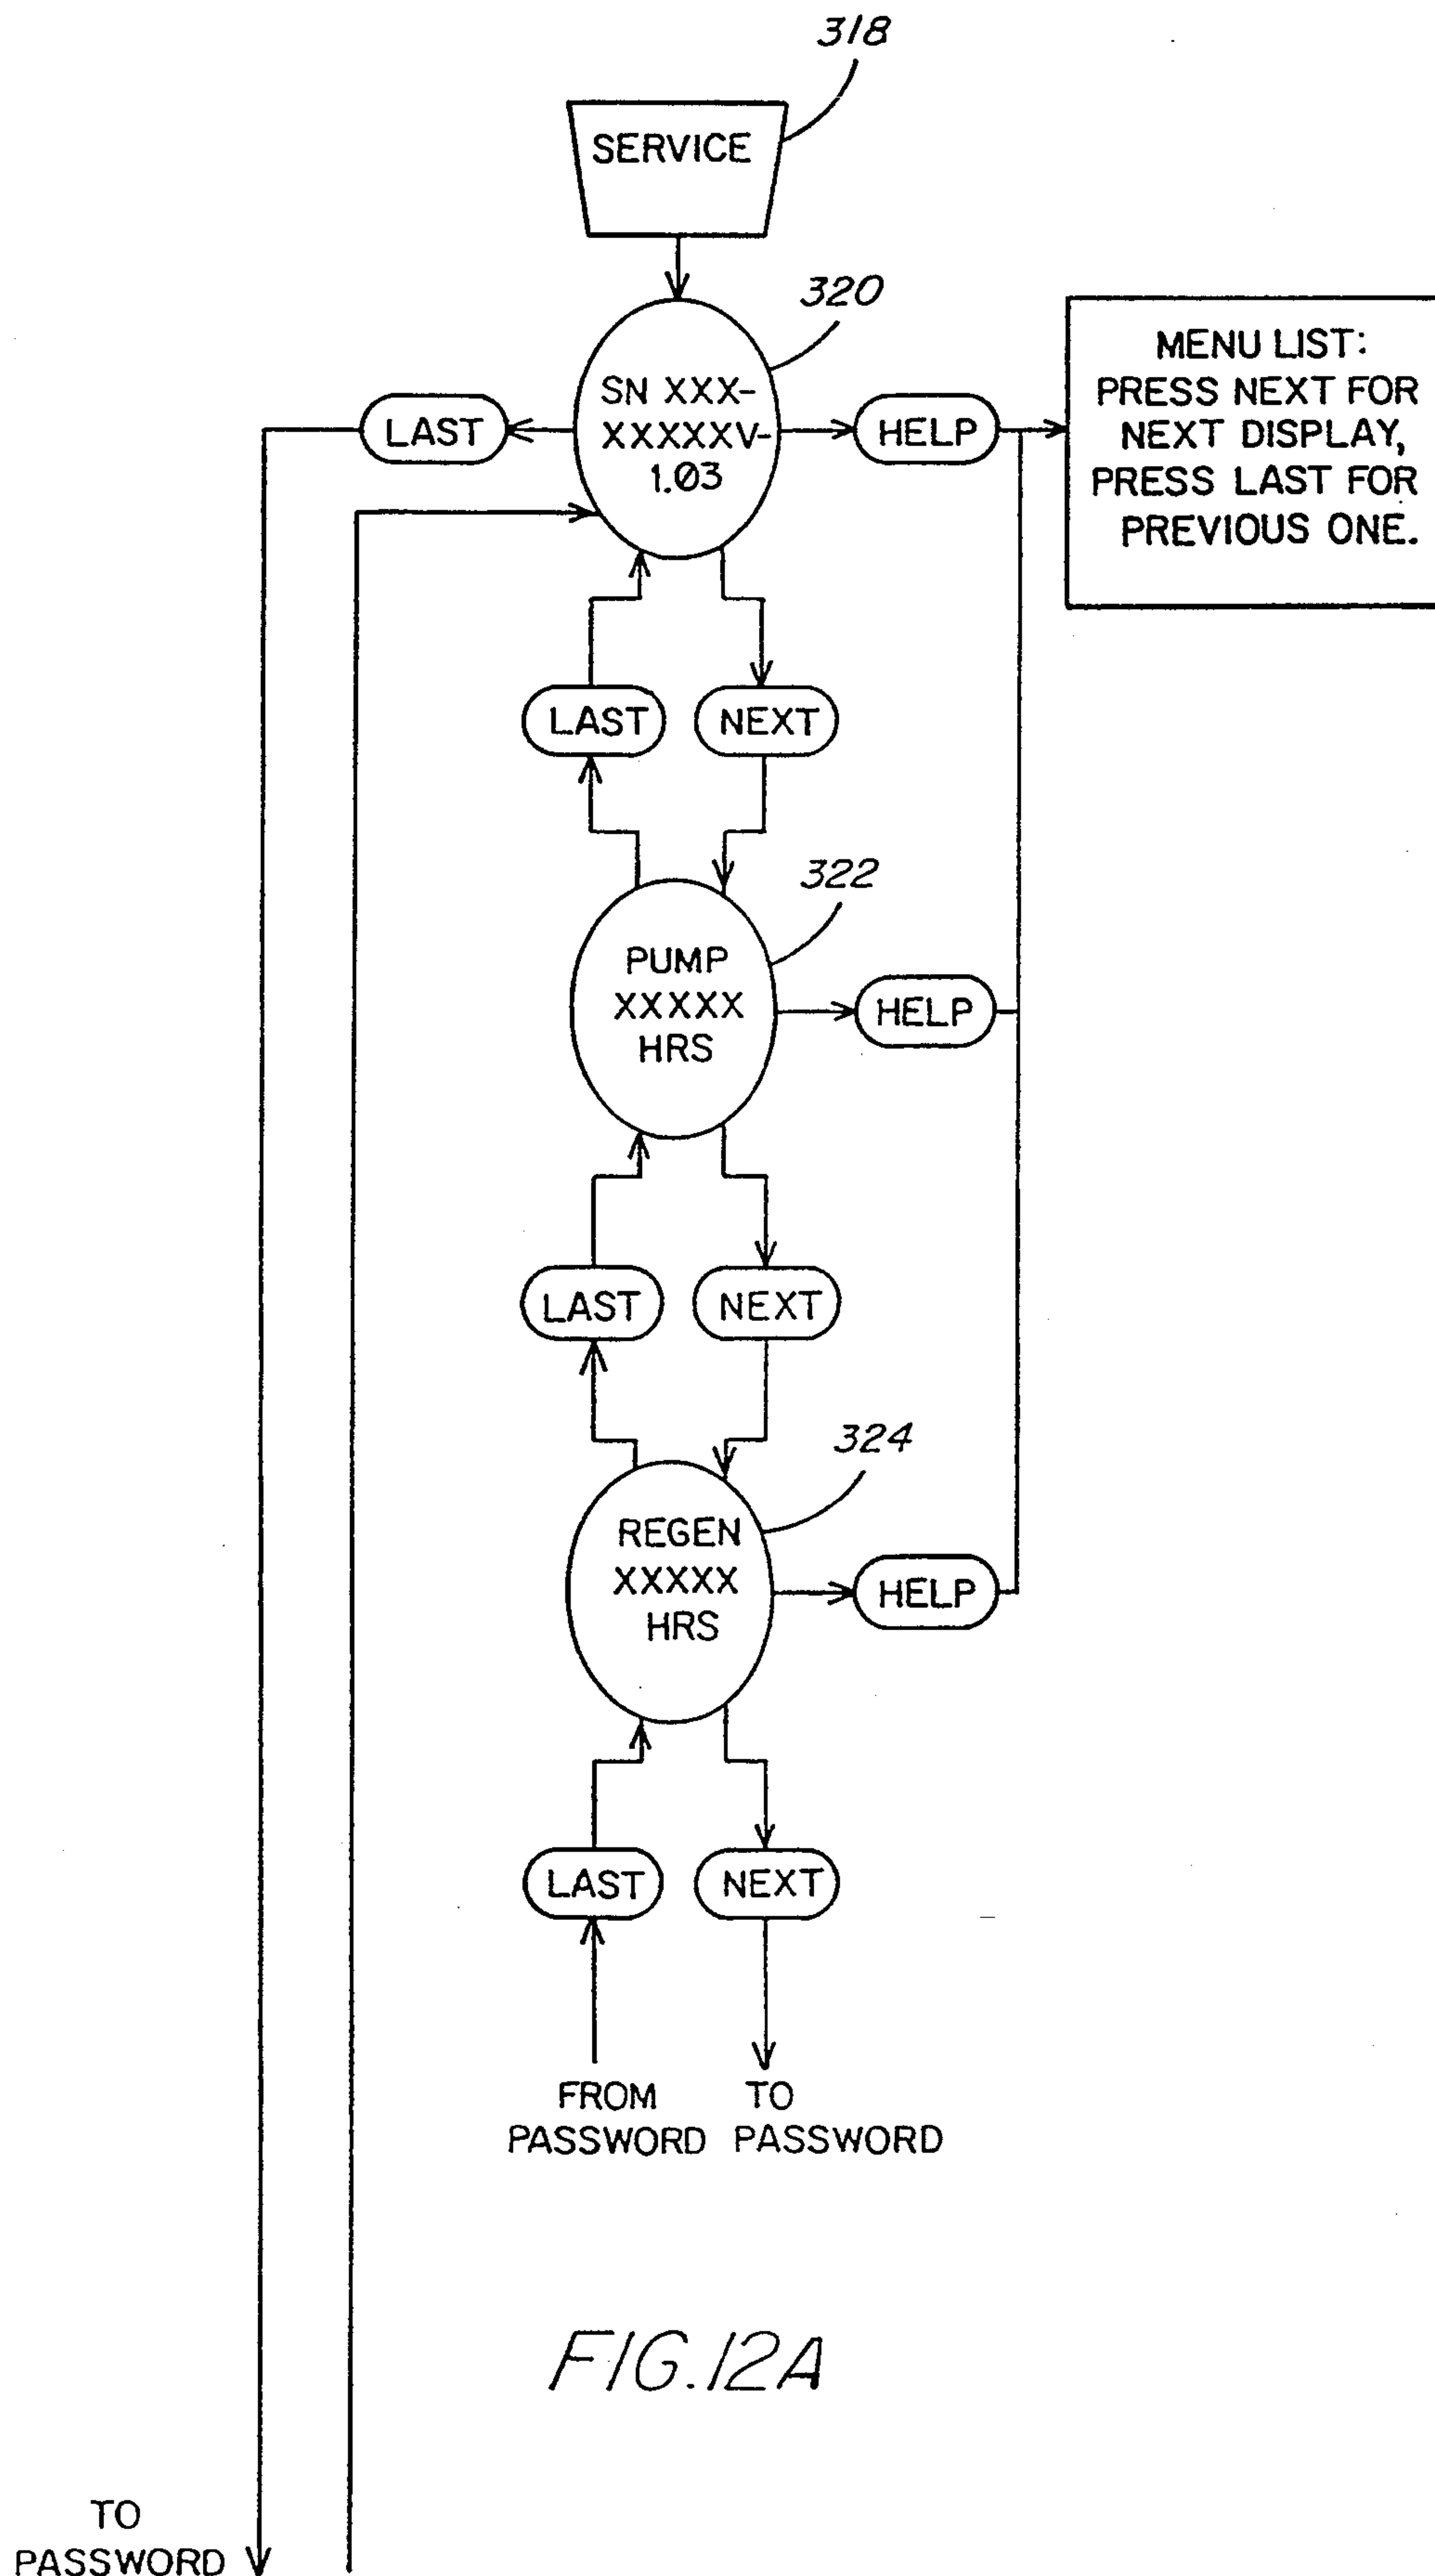 318
SERVICE
320
SN XXX-
XXXXXV-
1.03
LAST
HELP
MENU LIST:
PRESS NEXT FOR
NEXT DISPLAY,
PRESS LAST FOR
PREVIOUS ONE.
LAST
NEXT
322
PUMP
XXXXX
HRS
HELP
LAST
NEXT
324
REGEN
XXXXX
HRS
HELP
LAST
NEXT
FROM
PASSWORD
TO
PASSWORD
FIG.12A
TO
PASSWORD